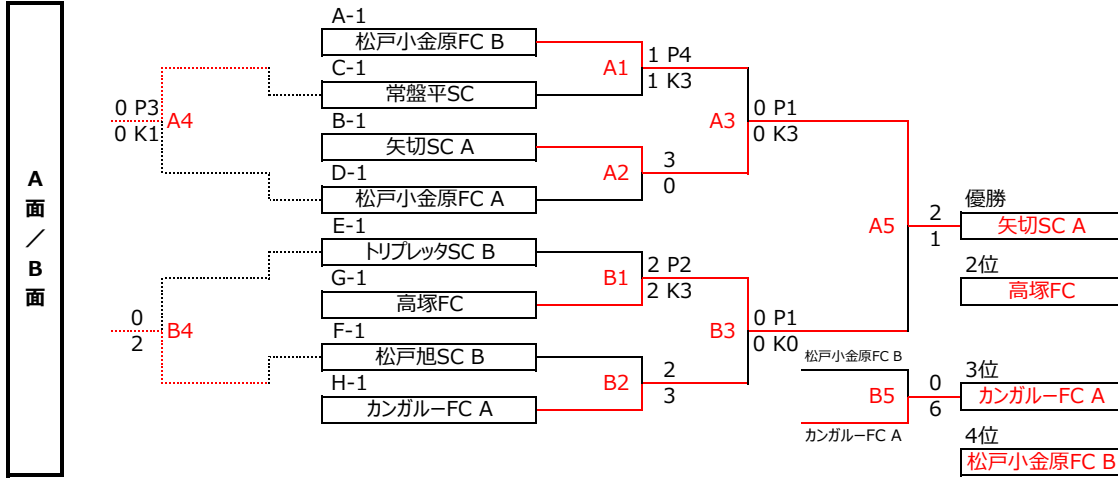 A面／B面
A-1
松戸小金原FC B
C-1
常盤平SC
B-1
矢切SC A
D-1
松戸小金原FC A
E-1
トリプレッタSC B
G-1
高塚FC
F-1
松戸旭SC B
H-1
カンガルーFC A
0 P3
0 K1
A4
0
2
B4
A1
1 P4
1 K3
A2
3
0
B1
2 P2
2 K3
B2
2
3
A3
0 P1
0 K3
B3
0 P1
0 K0
A5
2
1
松戸小金原FC B
カンガルーFC A
B5
0
6
優勝
矢切SC A
2位
高塚FC
3位
カンガルーFC A
4位
松戸小金原FC B